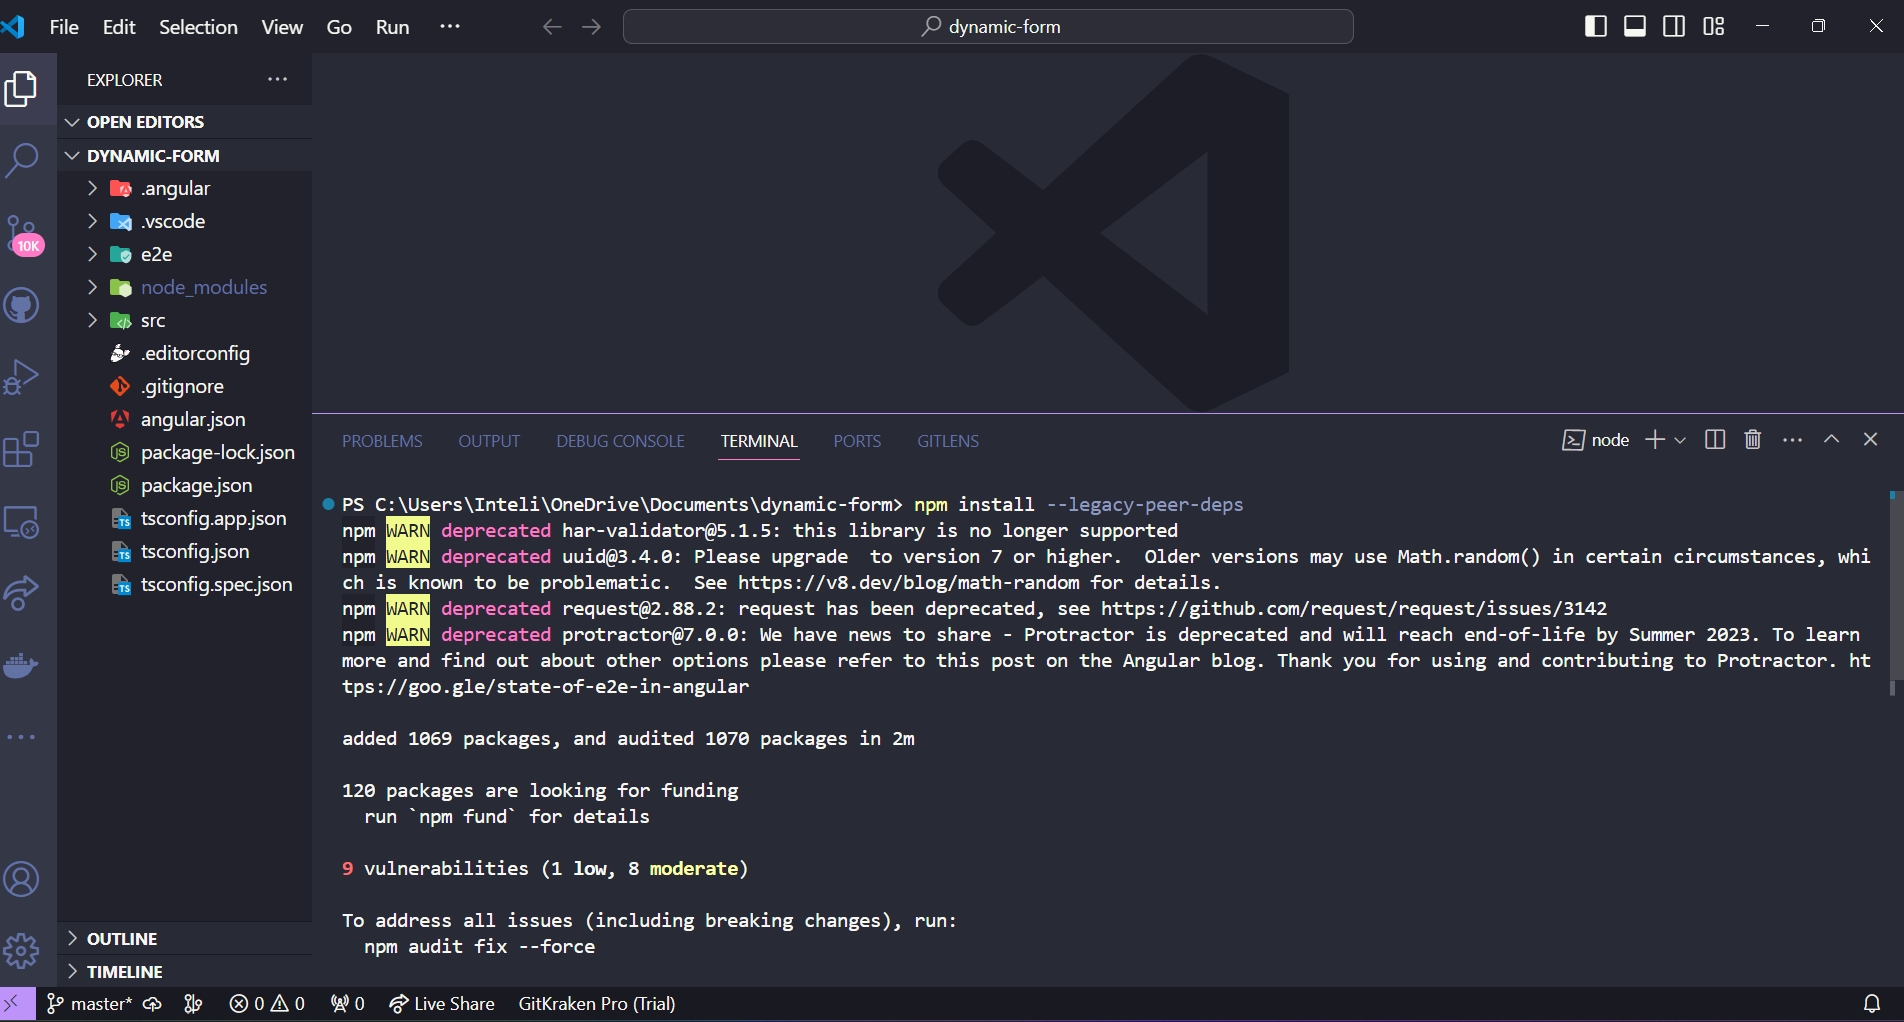 File Edit Selection View Go Run ···
dynamic-form
EXPLORER ···
OPEN EDITORS
DYNAMIC-FORM
.angular
.vscode
e2e
node_modules
src
.editorconfig
.gitignore
angular.json
package-lock.json
package.json
tsconfig.app.json
tsconfig.json
tsconfig.spec.json
OUTLINE
TIMELINE
10K
PROBLEMS OUTPUT DEBUG CONSOLE TERMINAL PORTS GITLENS
node
PS C:\Users\Inteli\OneDrive\Documents\dynamic-form> npm install --legacy-peer-deps
npm WARN deprecated har-validator@5.1.5: this library is no longer supported
npm WARN deprecated uuid@3.4.0: Please upgrade  to version 7 or higher.  Older versions may use Math.random() in certain circumstances, whi
ch is known to be problematic.  See https://v8.dev/blog/math-random for details.
npm WARN deprecated request@2.88.2: request has been deprecated, see https://github.com/request/request/issues/3142
npm WARN deprecated protractor@7.0.0: We have news to share - Protractor is deprecated and will reach end-of-life by Summer 2023. To learn
more and find out about other options please refer to this post on the Angular blog. Thank you for using and contributing to Protractor. ht
tps://goo.gle/state-of-e2e-in-angular
added 1069 packages, and audited 1070 packages in 2m
120 packages are looking for funding
run `npm fund` for details
9 vulnerabilities (1 low, 8 moderate)
To address all issues (including breaking changes), run:
npm audit fix --force
master* 0 0 0 Live Share GitKraken Pro (Trial)